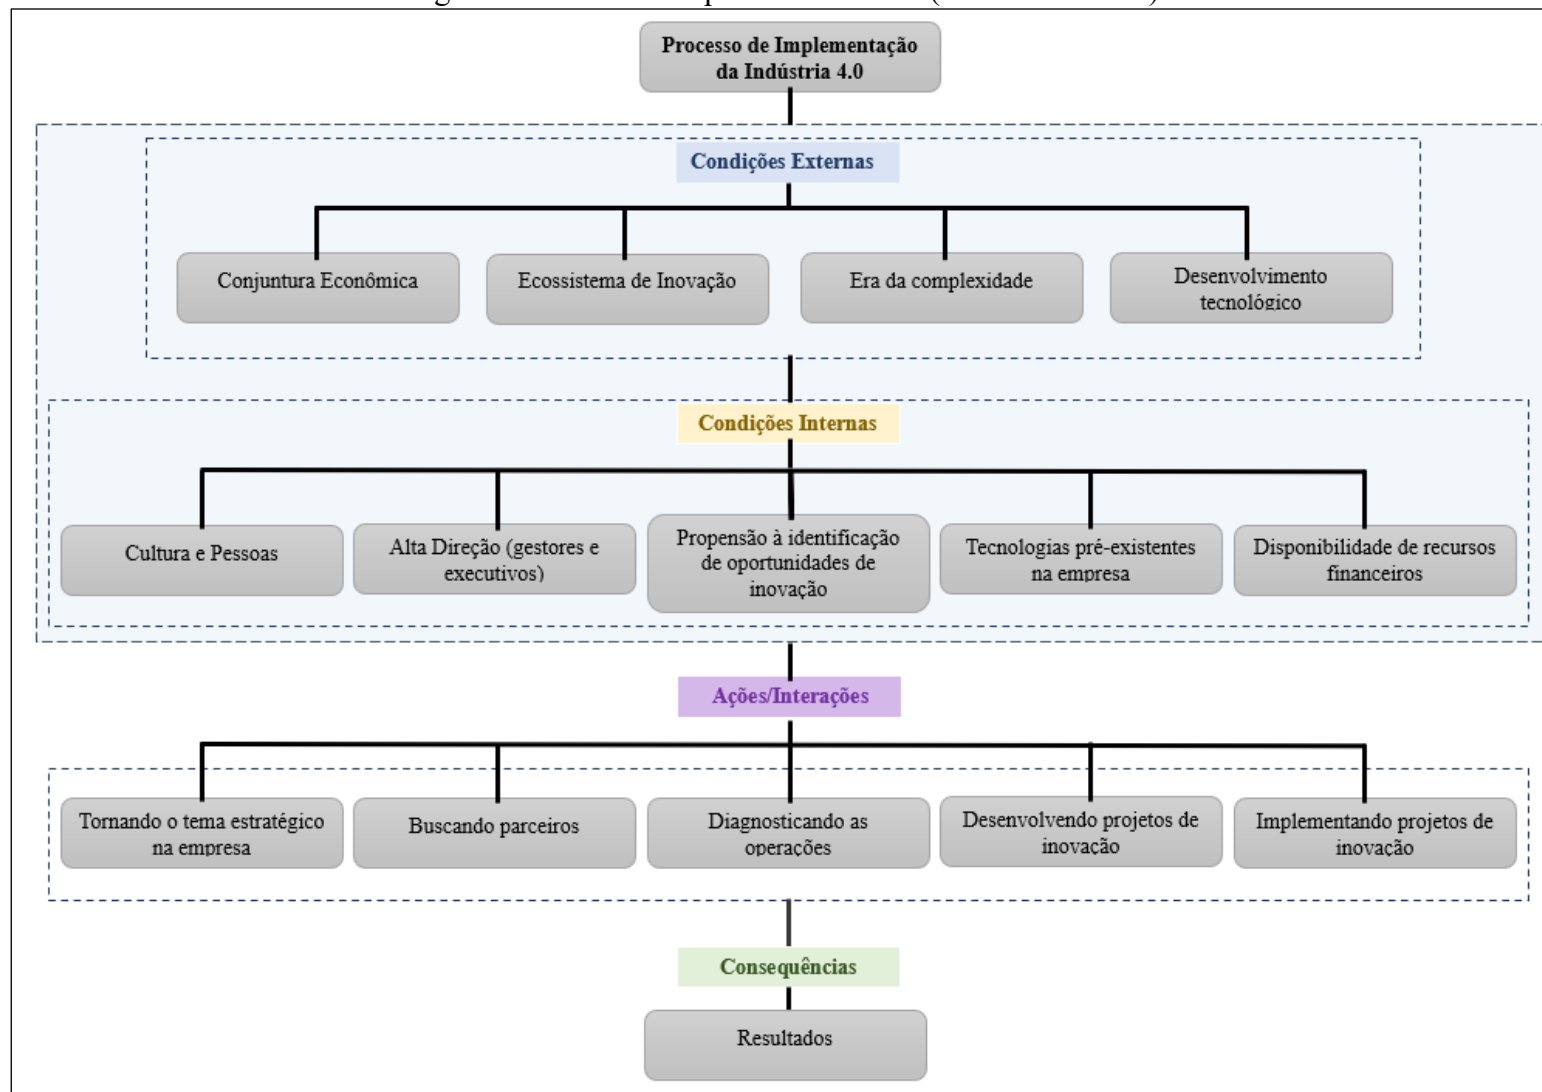 Processo de Implementação
da Indústria 4.0
Condições Externas
Conjuntura Econômica
Ecossistema de Inovação
Era da complexidade
Desenvolvimento
tecnológico
Condições Internas
Cultura e Pessoas
Alta Direção (gestores e
executivos)
Propensão à identificação
de oportunidades de
inovação
Tecnologias pré-existentes
na empresa
Disponibilidade de recursos
financeiros
Ações/Interações
Tornando o tema estratégico
na empresa
Buscando parceiros
Diagnosticando as
operações
Desenvolvendo projetos de
inovação
Implementando projetos de
inovação
Consequências
Resultados